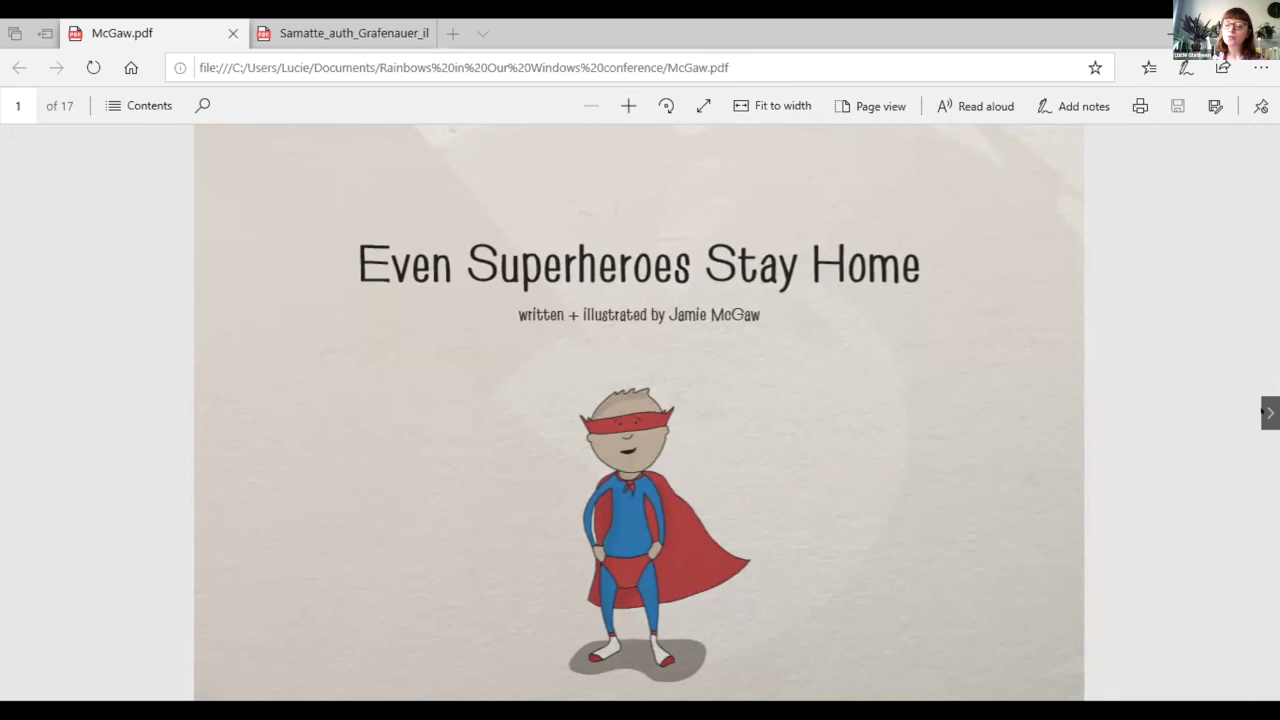 McGaw.pdf
Samatte_auth_Grafenauer_il
file:///C:/Users/Lucie/Documents/Rainbows%20in%20Our%20Windows%20conference/McGaw.pdf
1 of 17 Contents Fit to width Page view Read aloud Add notes
Even Superheroes Stay Home
written + illustrated by Jamie McGaw